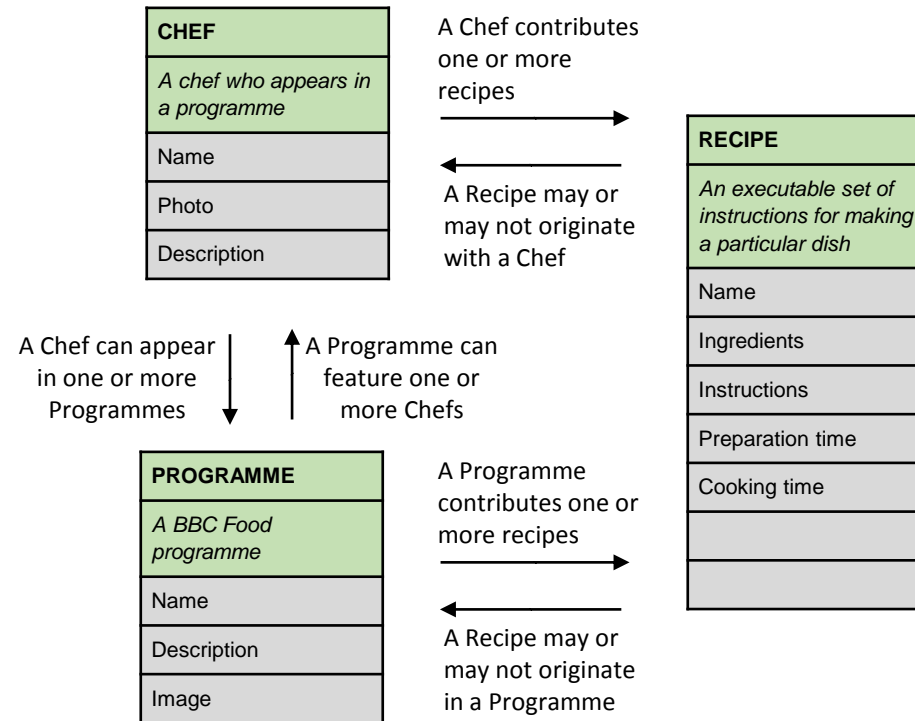 CHEF
A chef who appears in
a programme
Name
Photo
Description
A Chef contributes
one or more
recipes
A Recipe may or
may not originate
with a Chef
RECIPE
An executable set of
instructions for making
a particular dish
Name
Ingredients
Instructions
Preparation time
Cooking time
A Chef can appear
in one or more
Programmes
A Programme can
feature one or
more Chefs
PROGRAMME
A BBC Food
programme
Name
Description
Image
A Programme
contributes one or
more recipes
A Recipe may or
may not originate
in a Programme